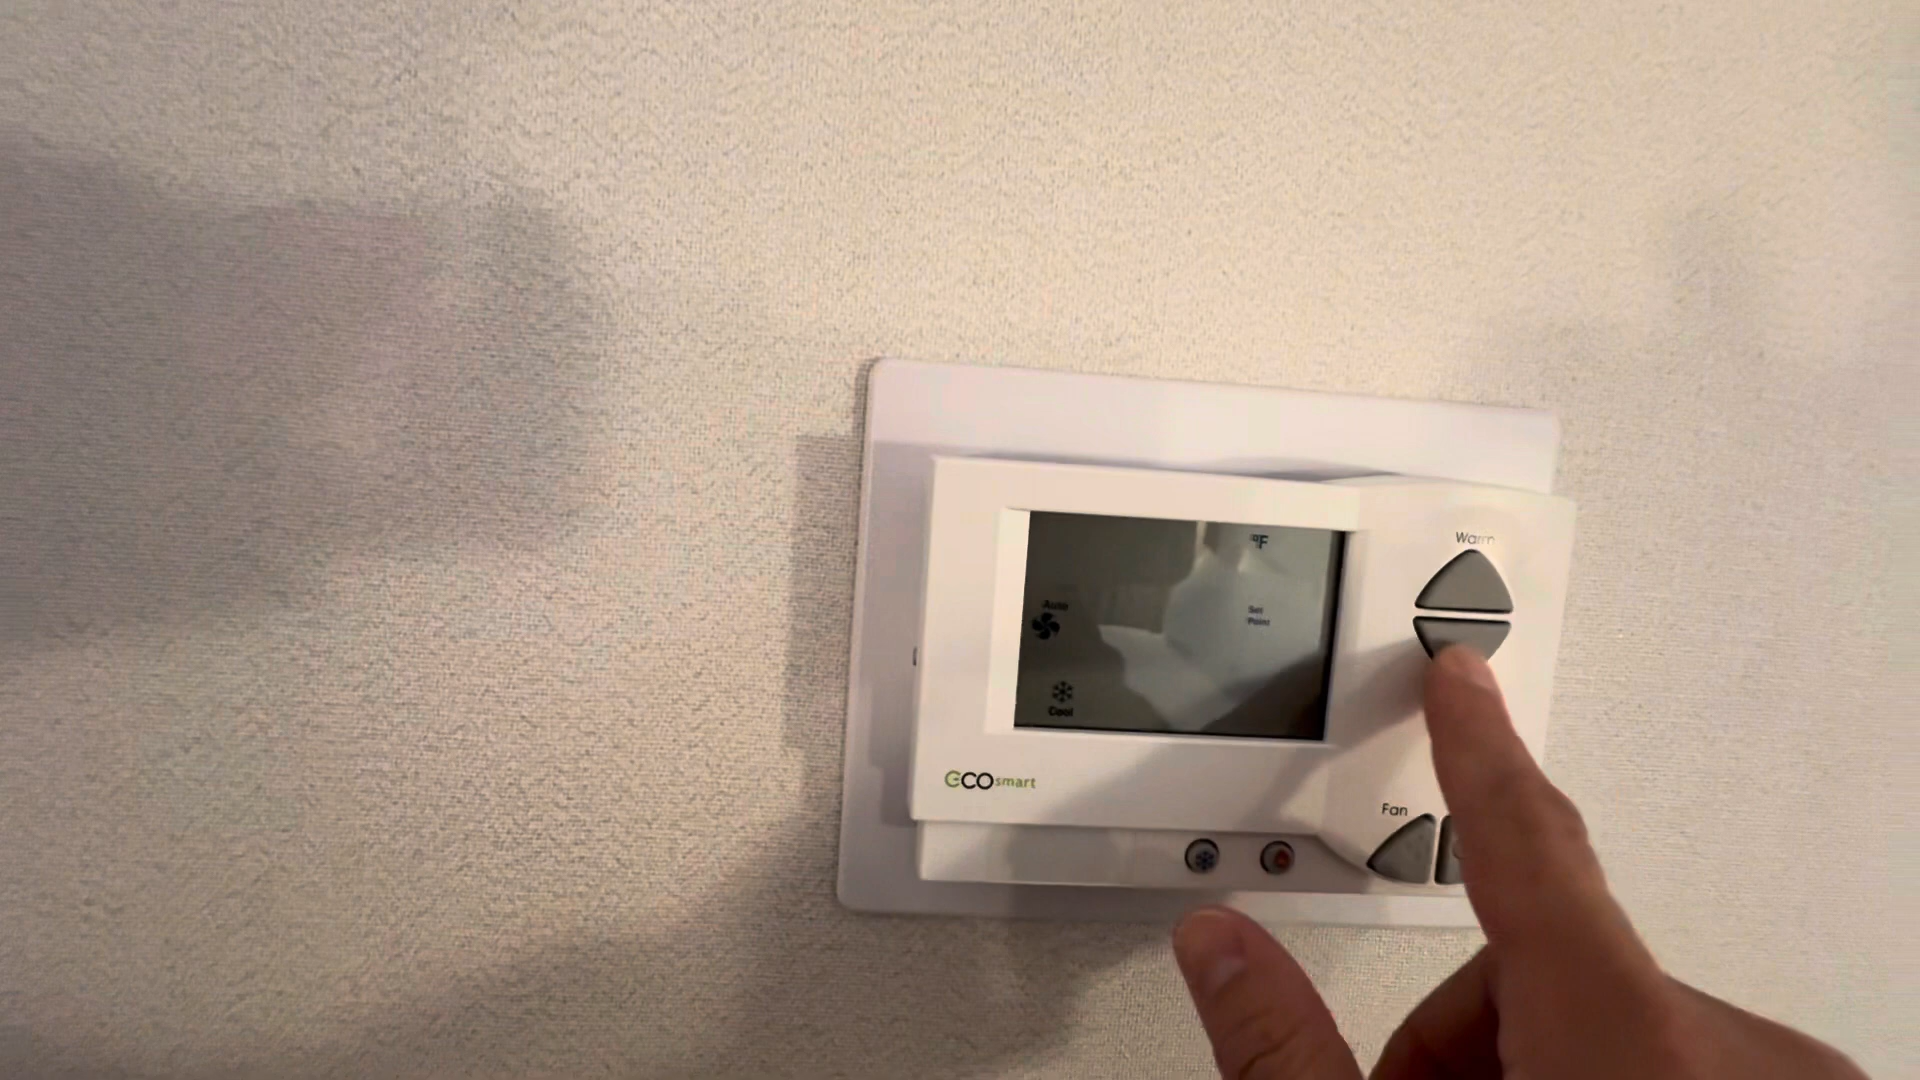 Warm
°F
Auto
Set
Point
Cool
ecosmart
Fan